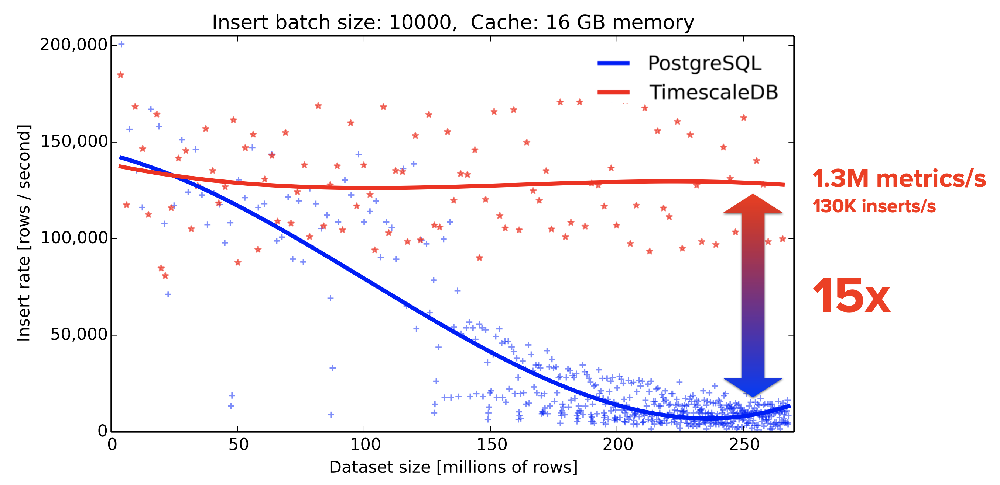 Insert batch size: 10000,  Cache: 16 GB memory
200,000
150,000
100,000
50,000
0
Insert rate [rows / second]
PostgreSQL
TimescaleDB
1.3M metrics/s
130K inserts/s
15x
0 50 100 150 200 250
Dataset size [millions of rows]